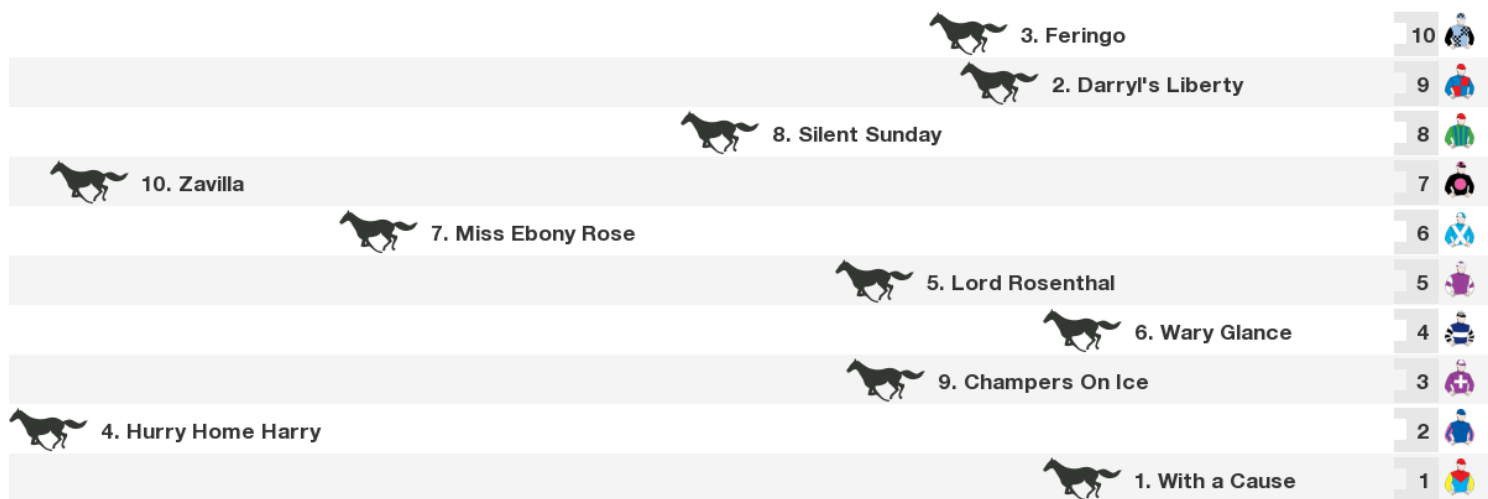 3. Feringo 10
2. Darryl's Liberty 9
8. Silent Sunday 8
10. Zavilla 7
7. Miss Ebony Rose 6
5. Lord Rosenthal 5
6. Wary Glance 4
9. Champers On Ice 3
4. Hurry Home Harry 2
1. With a Cause 1